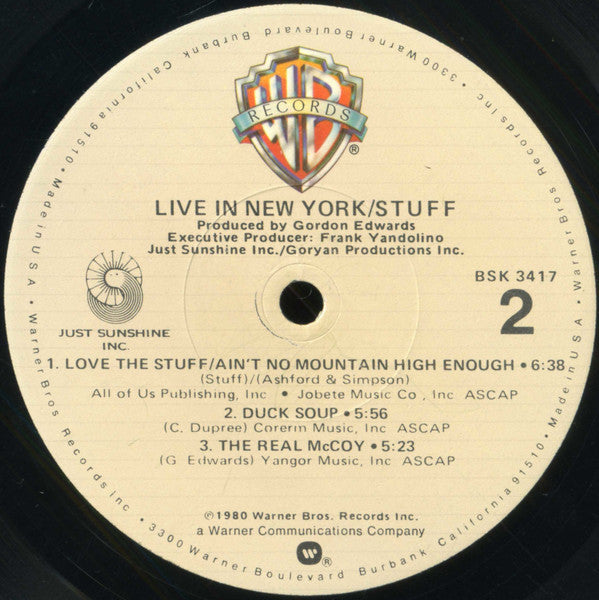 WB
RECORDS
®
LIVE IN NEW YORK/STUFF
Produced by Gordon Edwards
Executive Producer: Frank Yandolino
Just Sunshine Inc./Goryan Productions Inc.
BSK 3417
2
S
JUST SUNSHINE
INC.
1. LOVE THE STUFF/AIN'T NO MOUNTAIN HIGH ENOUGH • 6:38
(Stuff)/(Ashford & Simpson)
All of Us Publishing, Inc • Jobete Music Co , Inc ASCAP
2. DUCK SOUP • 5:56
(C. Dupree) Corerim Music, Inc ASCAP
3. THE REAL McCOY • 5:23
(G Edwards) Yangor Music, Inc ASCAP
©1980 Warner Bros. Records Inc.
a Warner Communications Company
W ®
3300 Warner Boulevard Burbank, California 91510 • Made in U.S.A. • Warner Bros Records Inc. • 3300 Warner Boulevard Burbank California 91510 • Made in U S A • Warner Bros. Records Inc •